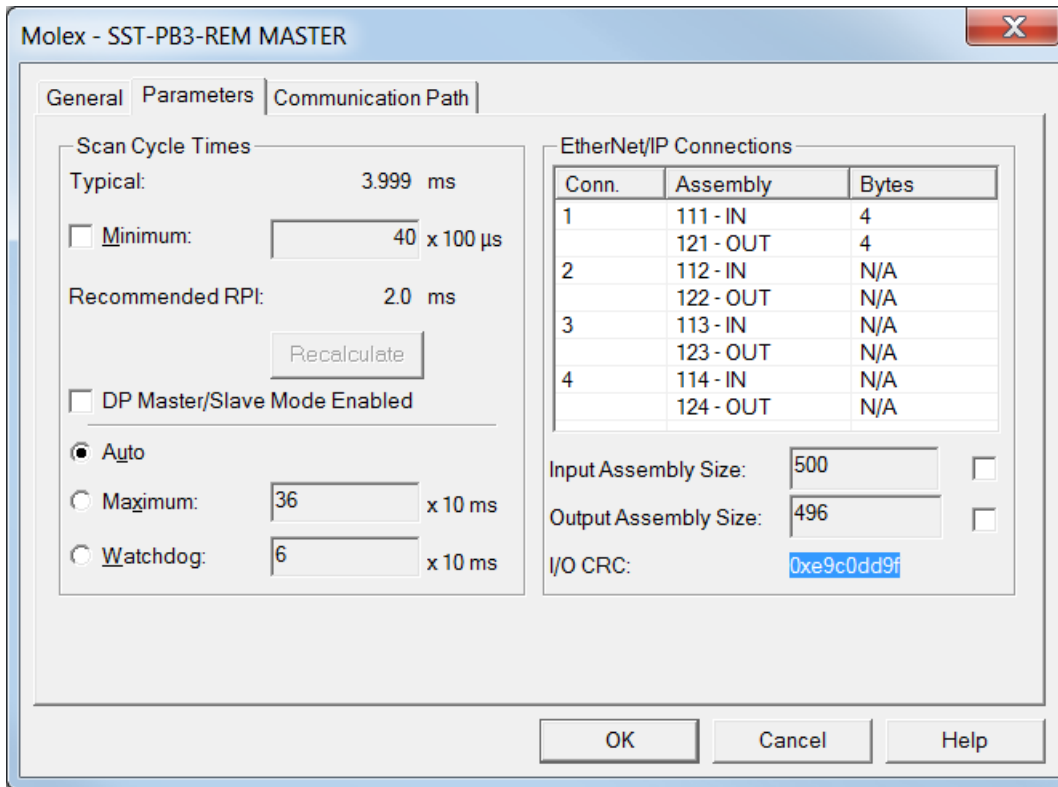 Molex - SST-PB3-REM MASTER
X
General Parameters Communication Path
Scan Cycle Times
Typical: 3.999 ms
Minimum: 40 x 100 µs
Recommended RPI: 2.0 ms
Recalculate
DP Master/Slave Mode Enabled
Auto
Maximum: 36 x 10 ms
Watchdog: 6 x 10 ms
EtherNet/IP Connections
Conn. Assembly Bytes
1 111 - IN 4
121 - OUT 4
2 112 - IN N/A
122 - OUT N/A
3 113 - IN N/A
123 - OUT N/A
4 114 - IN N/A
124 - OUT N/A
Input Assembly Size: 500
Output Assembly Size: 496
I/O CRC: 0xe9c0dd9f
OK Cancel Help